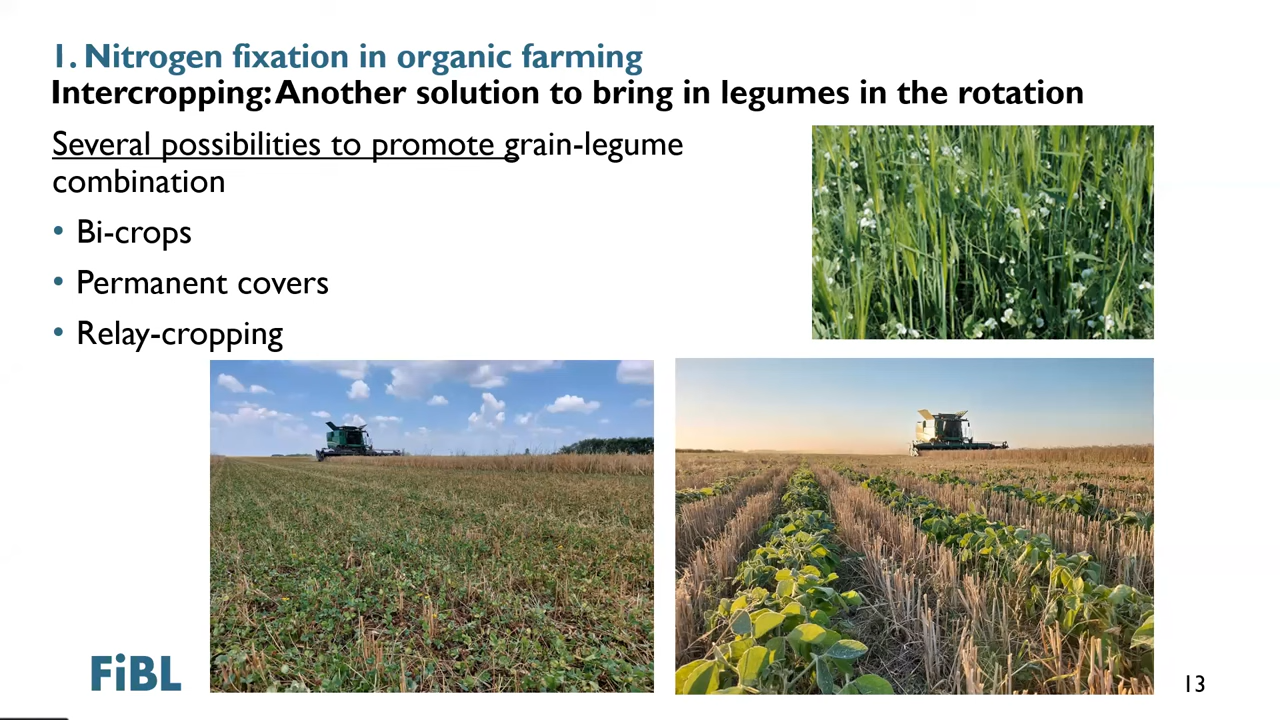 1. Nitrogen fixation in organic farming
Intercropping: Another solution to bring in legumes in the rotation
Several possibilities to promote grain-legume
combination
• Bi-crops
• Permanent covers
• Relay-cropping
FiBL
13